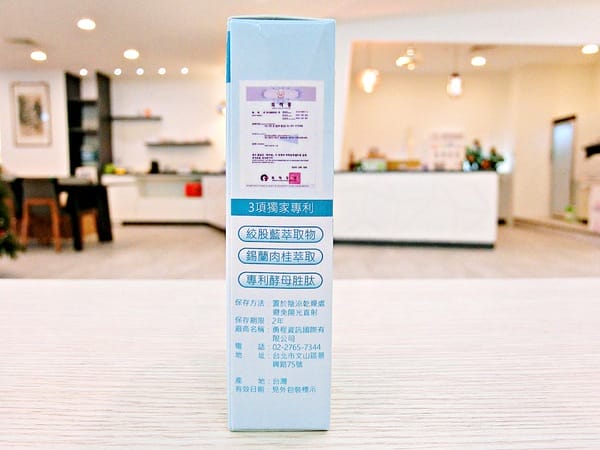 3項獨家專利
絞股藍萃取物
錫蘭肉桂萃取
專利酵母胜肽
保存方法：置於陰涼乾燥處
避免陽光直射
保存期限：2年
廠商名稱：勇程資訊國際有
限公司
電　　話：02-2765-7344
地　　址：台北市文山區景
興路75號
產　　地：台灣
有效日期：見外包裝標示